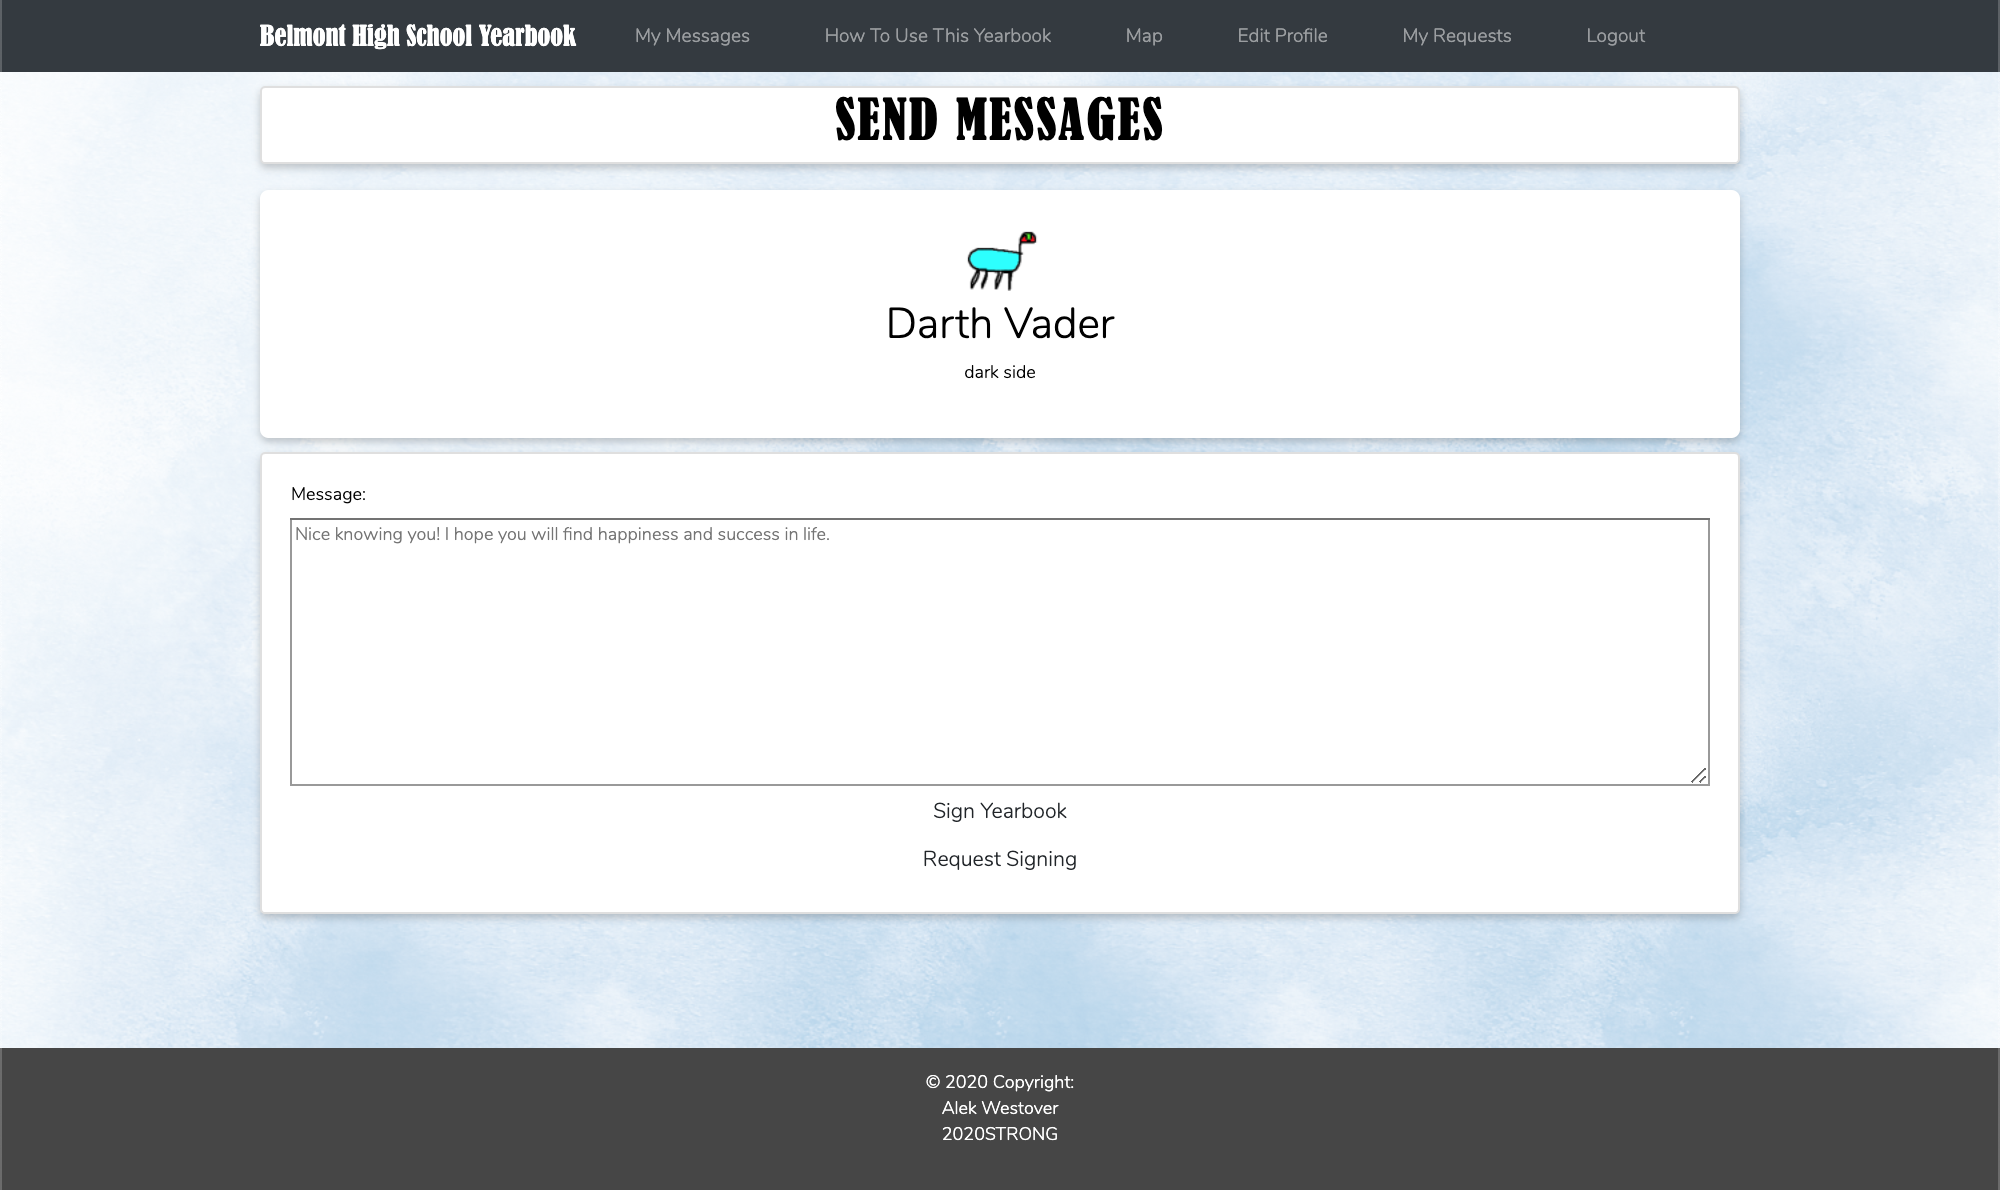 Belmont High School Yearbook
My Messages
How To Use This Yearbook
Map
Edit Profile
My Requests
Logout
SEND MESSAGES
Darth Vader
dark side
Message:
Nice knowing you! I hope you will find happiness and success in life.
Sign Yearbook
Request Signing
© 2020 Copyright:
Alek Westover
2020STRONG